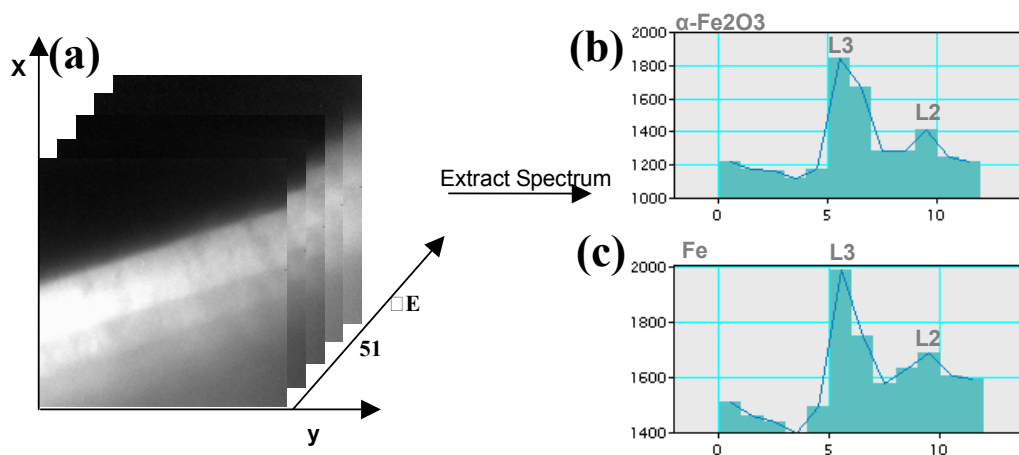 (a)
X
y
51
□E
Extract Spectrum
(b)
α-Fe2O3
L3
L2
2000
1800
1600
1400
1200
1000
0
5
10
(c)
Fe
L3
L2
2000
1800
1600
1400
0
5
10